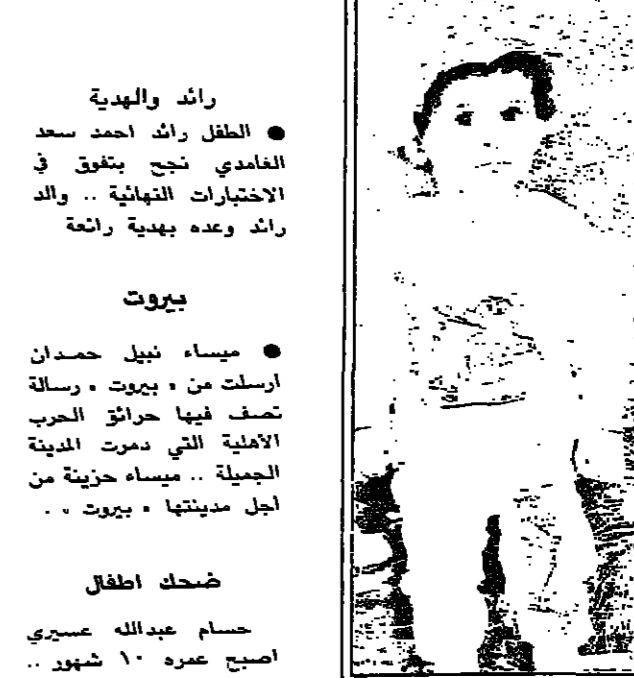 رائد والهدية
● الطفل رائد احمد سعد
الغامدي نجح بتفوق في
الاختبارات النهائية .. والد
رائد وعده بهدية رائعة
بيروت
● ميساء نبيل حمدان
ارسلت من « بيروت » رسالة
تصف فيها حرائق الحرب
الأهلية التي دمرت المدينة
الجميلة .. ميساء حزينة من
أجل مدينتها « بيروت » .
ضحك اطفال
حسام عبدالله عسيري
اصبح عمره ١٠ شهور ..